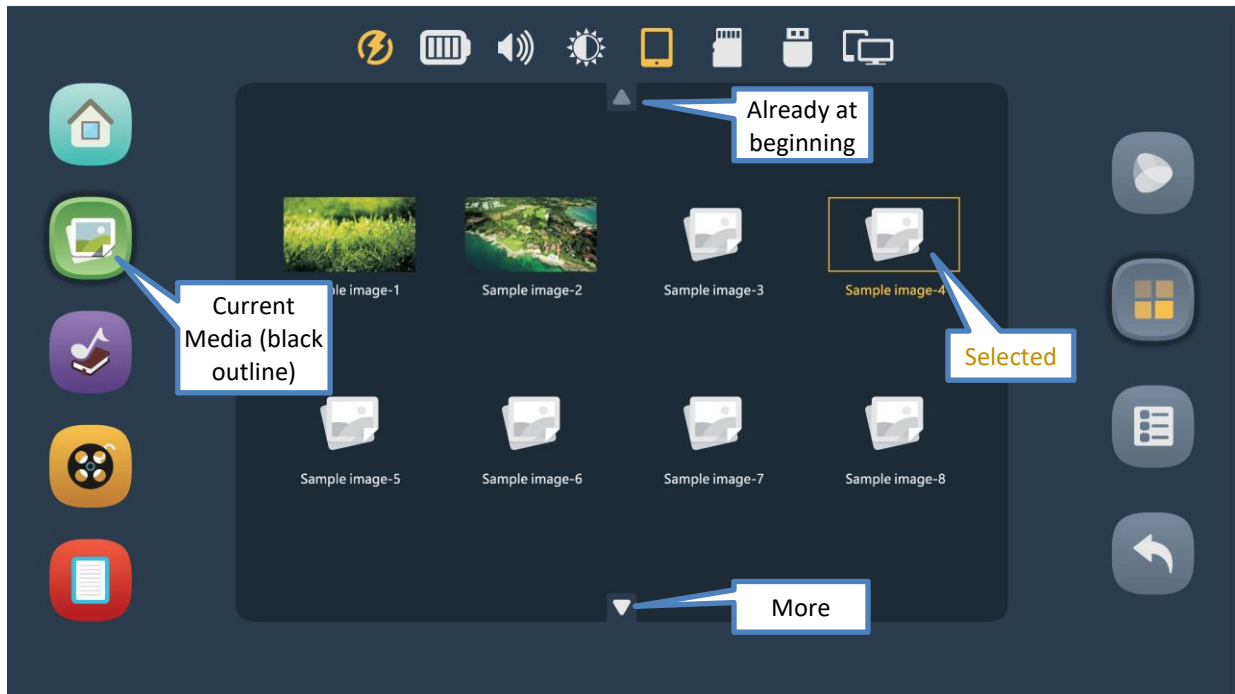 Already at
beginning
le image-1
Sample image-2
Sample image-3
Sample image-4
Current
Media (black
outline)
Selected
Sample image-5
Sample image-6
Sample image-7
Sample image-8
More